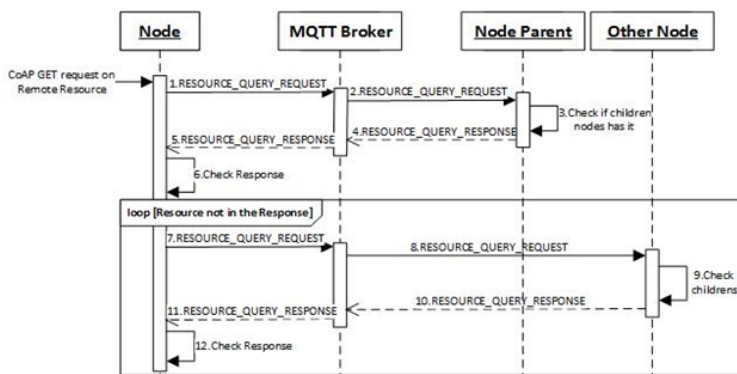 Node
MQTT Broker
Node Parent
Other Node
CoAP GET request on
Remote Resource
1.RESOURCE_QUERY_REQUEST
2.RESOURCE_QUERY_REQUEST
3.Check if children
nodes has it
4.RESOURCE_QUERY_RESPONSE
5.RESOURCE_QUERY_RESPONSE
6.Check Response
loop [Resource not in the Response]
7.RESOURCE_QUERY_REQUEST
8.RESOURCE_QUERY_REQUEST
9.Check
childrens
10.RESOURCE_QUERY_RESPONSE
11.RESOURCE_QUERY_RESPONSE
12.Check Response